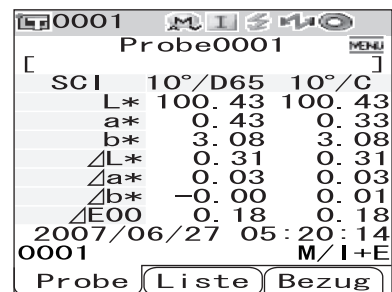 0001 M I
Probe0001 MENU
[ ]
SCI 10°/D65 10°/C
L* 100.43 100.43
a* 0.43 0.33
b* 3.08 3.08
⊿L* 0.31 0.31
⊿a* 0.03 0.03
⊿b* -0.00 0.01
⊿E00 0.18 0.18
2007/06/27 05:20:14
0001 M/I+E
Probe Liste Bezug